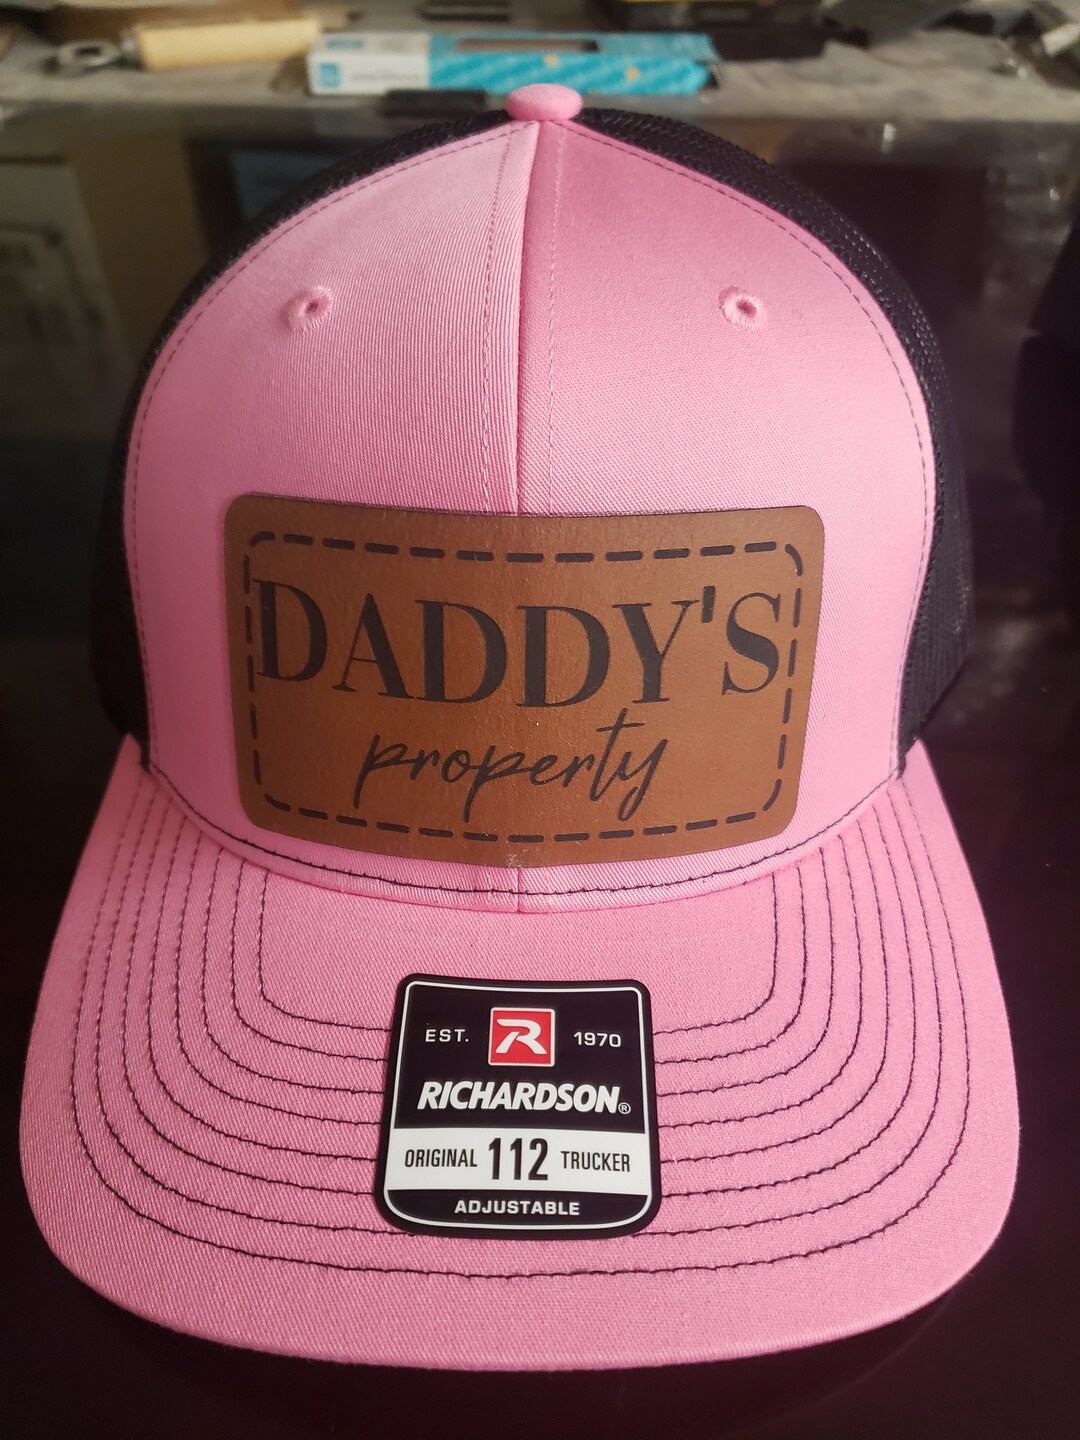 DADDY'S
property
EST. R 1970
RICHARDSON®
ORIGINAL 112 TRUCKER
ADJUSTABLE